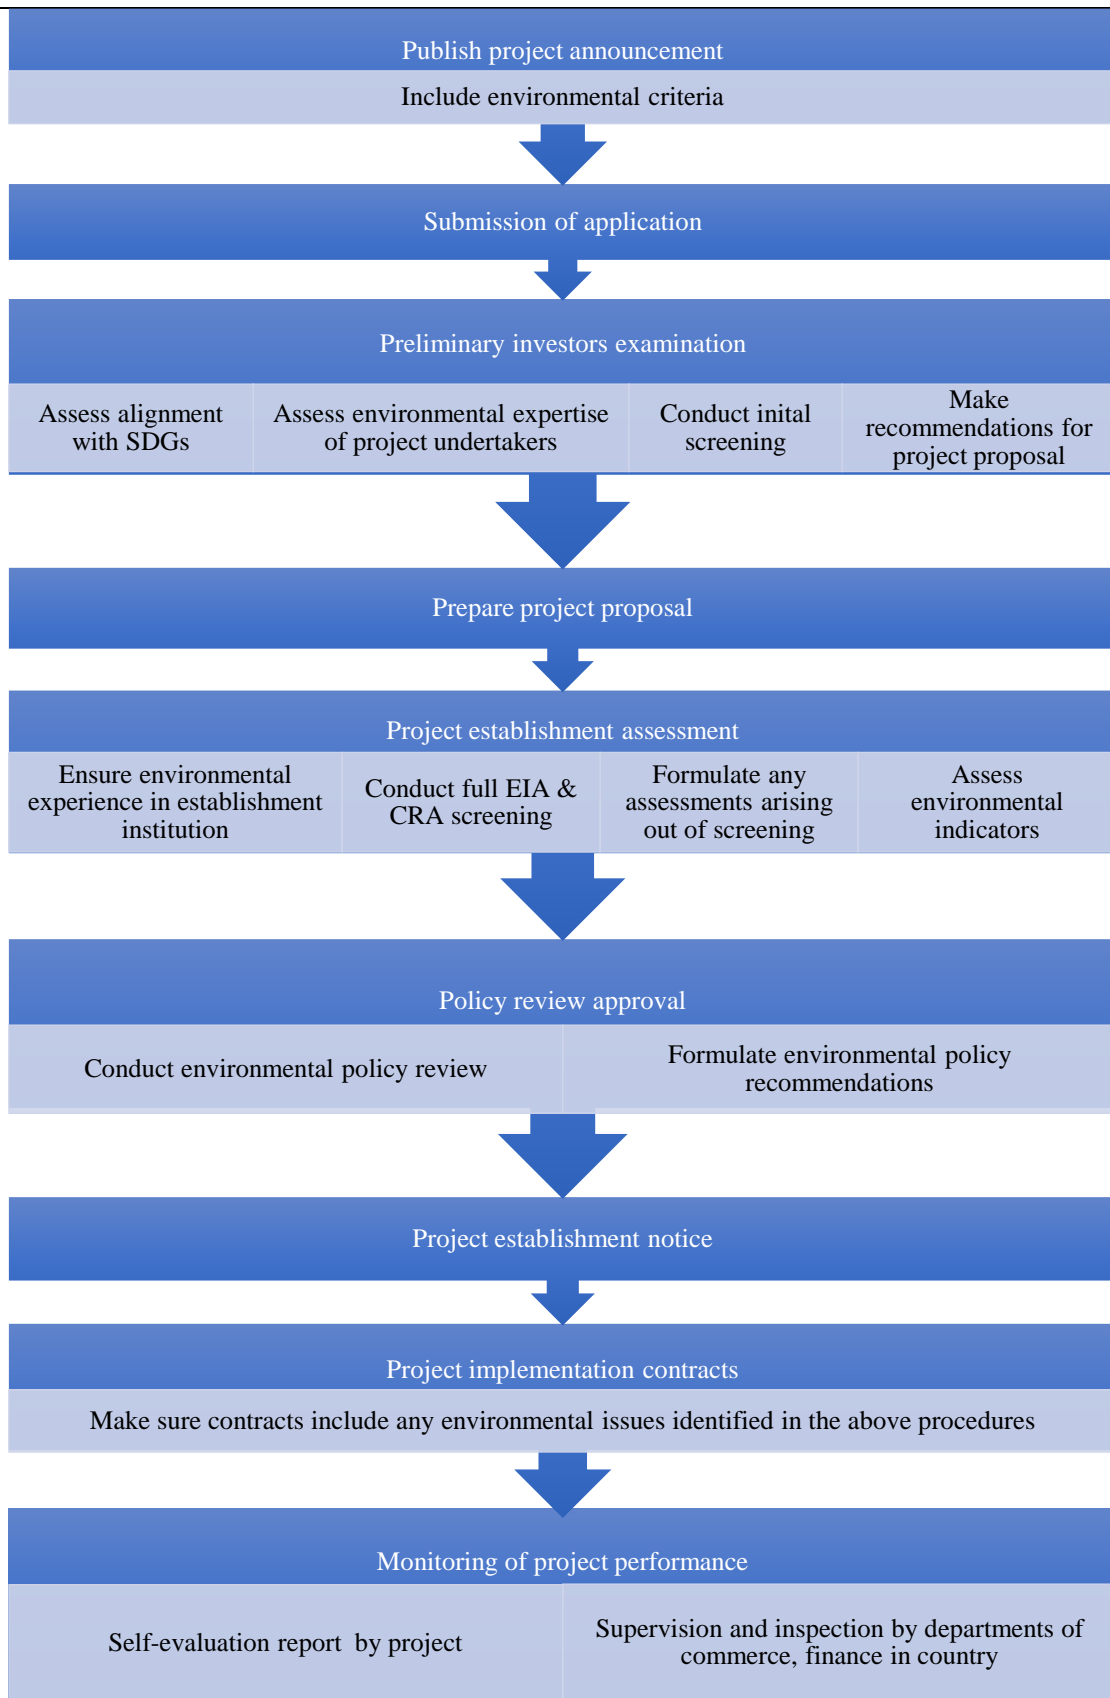 Publish project announcement
Include environmental criteria
Submission of application
Preliminary investors examination
Assess alignment
with SDGs
Assess environmental expertise
of project undertakers
Conduct inital
screening
Make
recommendations for
project proposal
Prepare project proposal
Project establishment assessment
Ensure environmental
experience in establishment
institution
Conduct full EIA &
CRA screening
Formulate any
assessments arising
out of screening
Assess
environmental
indicators
Policy review approval
Conduct environmental policy review
Formulate environmental policy
recommendations
Project establishment notice
Project implementation contracts
Make sure contracts include any environmental issues identified in the above procedures
Monitoring of project performance
Self-evaluation report by project
Supervision and inspection by departments of
commerce, finance in country